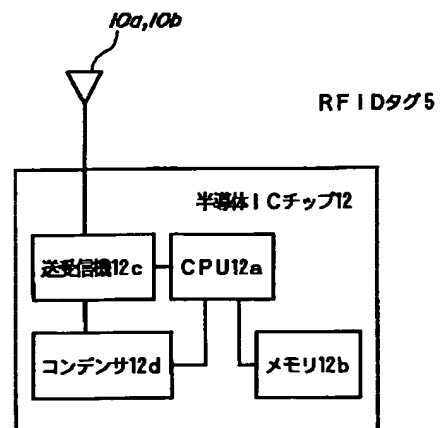 10a,10b
RFIDタグ5
半導体ICチップ12
送受信機12c
CPU12a
コンデンサ12d
メモリ12b